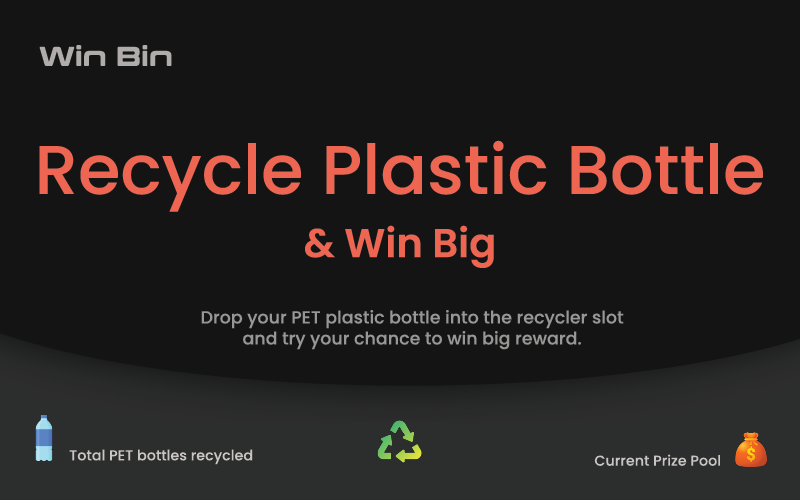 Win Bin
Recycle Plastic Bottle
& Win Big
Drop your PET plastic bottle into the recycler slot
and try your chance to win big reward.
Total PET bottles recycled
Current Prize Pool
$